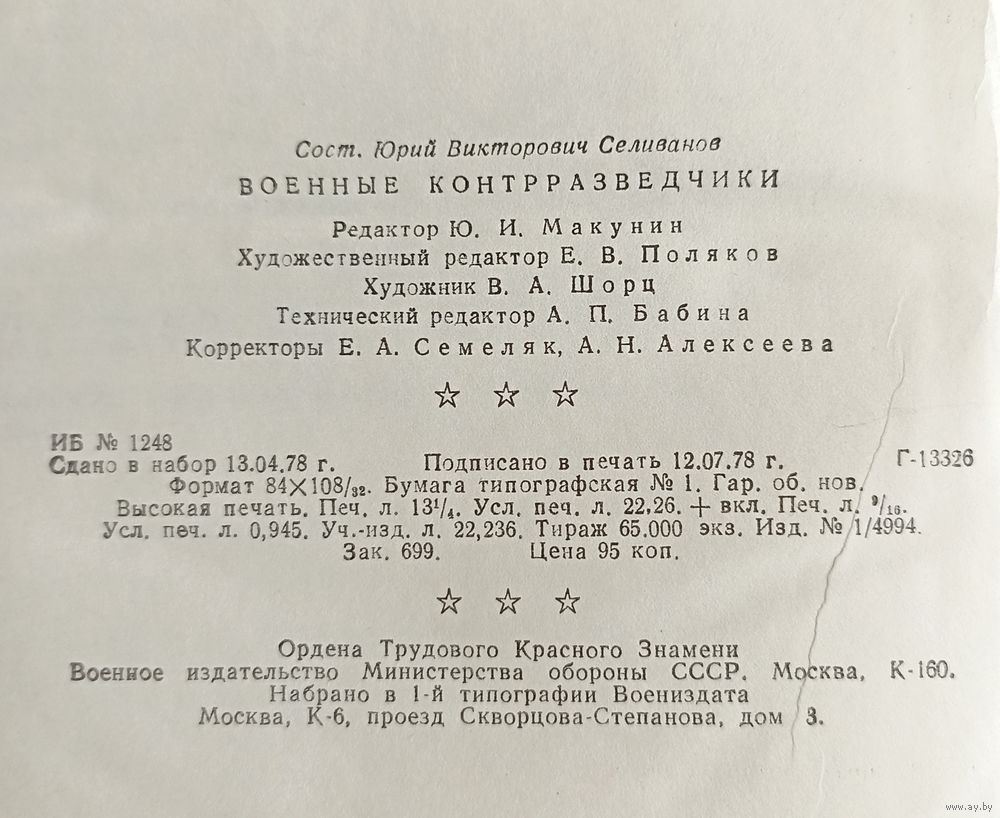 Сост. Юрий Викторович Селиванов
ВОЕННЫЕ КОНТРРАЗВЕДЧИКИ
Редактор Ю. И. Макунин
Художественный редактор Е. В. Поляков
Художник В. А. Шорц
Технический редактор А. П. Бабина
Корректоры Е. А. Семеляк, А. Н. Алексеева
☆ ☆ ☆
ИБ № 1248
Сдано в набор 13.04.78 г. Подписано в печать 12.07.78 г. Г-13326
Формат 84×108/32. Бумага типографская № 1. Гар. об. нов.
Высокая печать. Печ. л. 13¹/₄. Усл. печ. л. 22,26. + вкл. Печ. л. ⁹/₁₆.
Усл. печ. л. 0,945. Уч.-изд. л. 22,236. Тираж 65.000 экз. Изд. № 1/4994.
Зак. 699. Цена 95 коп.
☆ ☆ ☆
Ордена Трудового Красного Знамени
Военное издательство Министерства обороны СССР. Москва, К-160.
Набрано в 1-й типографии Воениздата
Москва, К-6, проезд Скворцова-Степанова, дом 3.
www.ay.by